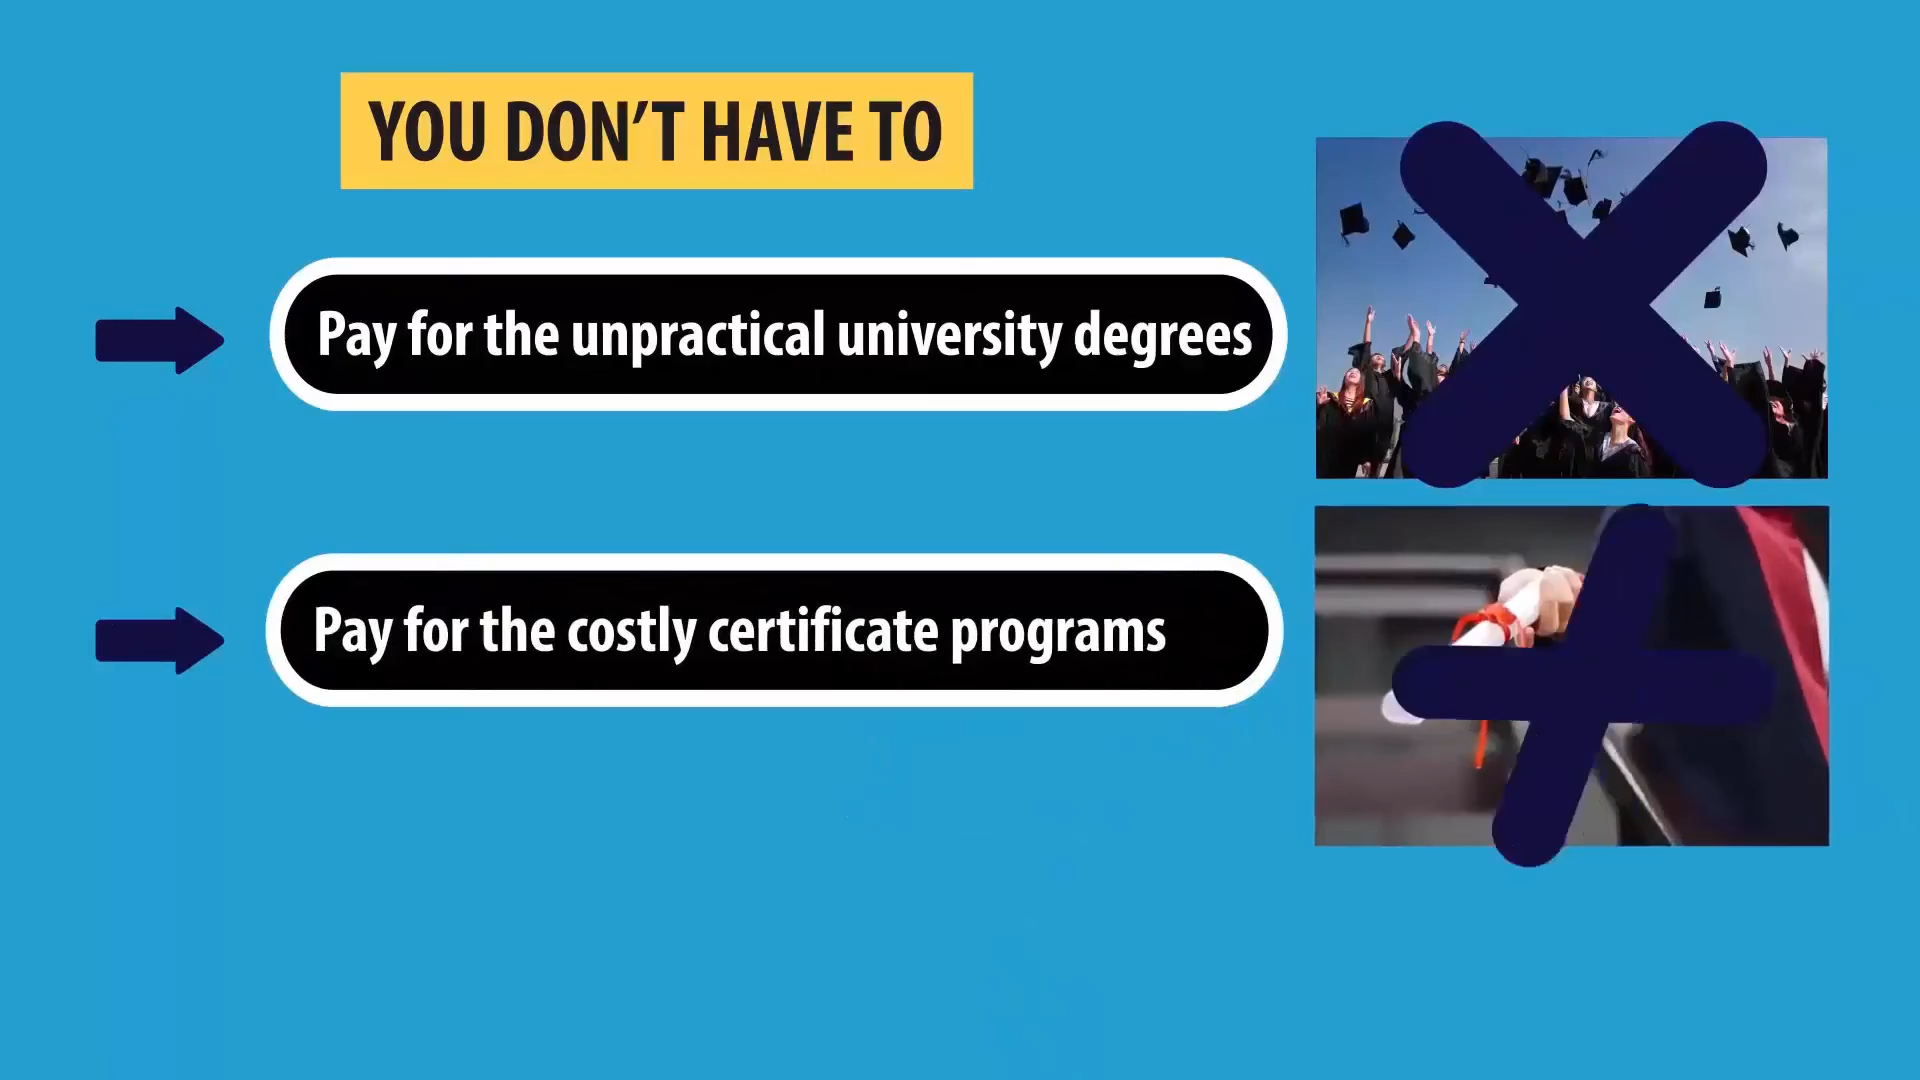 YOU DON’T HAVE TO
Pay for the unpractical university degrees
Pay for the costly certificate programs